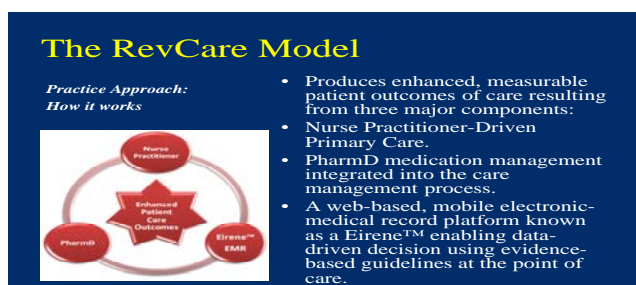 The RevCare Model
Practice Approach:
How it works
Nurse
Practitioner
Enhanced
Patient
Care
Outcomes
PharmD
Eirene™
EMR
• Produces enhanced, measurable
patient outcomes of care resulting
from three major components:
• Nurse Practitioner-Driven
Primary Care.
• PharmD medication management
integrated into the care
management process.
• A web-based, mobile electronic-
medical record platform known
as a Eirene™ enabling data-
driven decision using evidence-
based guidelines at the point of
care.